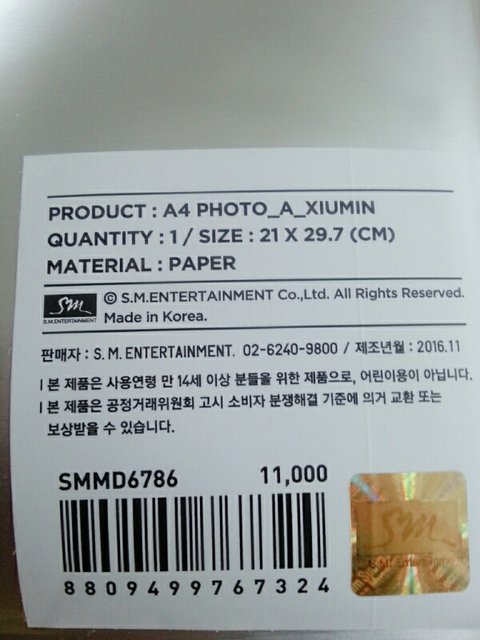 PRODUCT : A4 PHOTO_A_XIUMIN
QUANTITY : 1 / SIZE : 21 X 29.7 (CM)
MATERIAL : PAPER
SM
S.M.ENTERTAINMENT
© S.M.ENTERTAINMENT Co.,Ltd. All Rights Reserved.
Made in Korea.
판매자 : S. M. ENTERTAINMENT. 02-6240-9800 / 제조년월 : 2016.11
l 본 제품은 사용연령 만 14세 이상 분들을 위한 제품으로, 어린이용이 아닙니다.
l 본 제품은 공정거래위원회 고시 소비자 분쟁해결 기준에 의거 교환 또는
보상받을 수 있습니다.
SMMD6786 11,000
8809499767324
SM
S.M. Entertainment